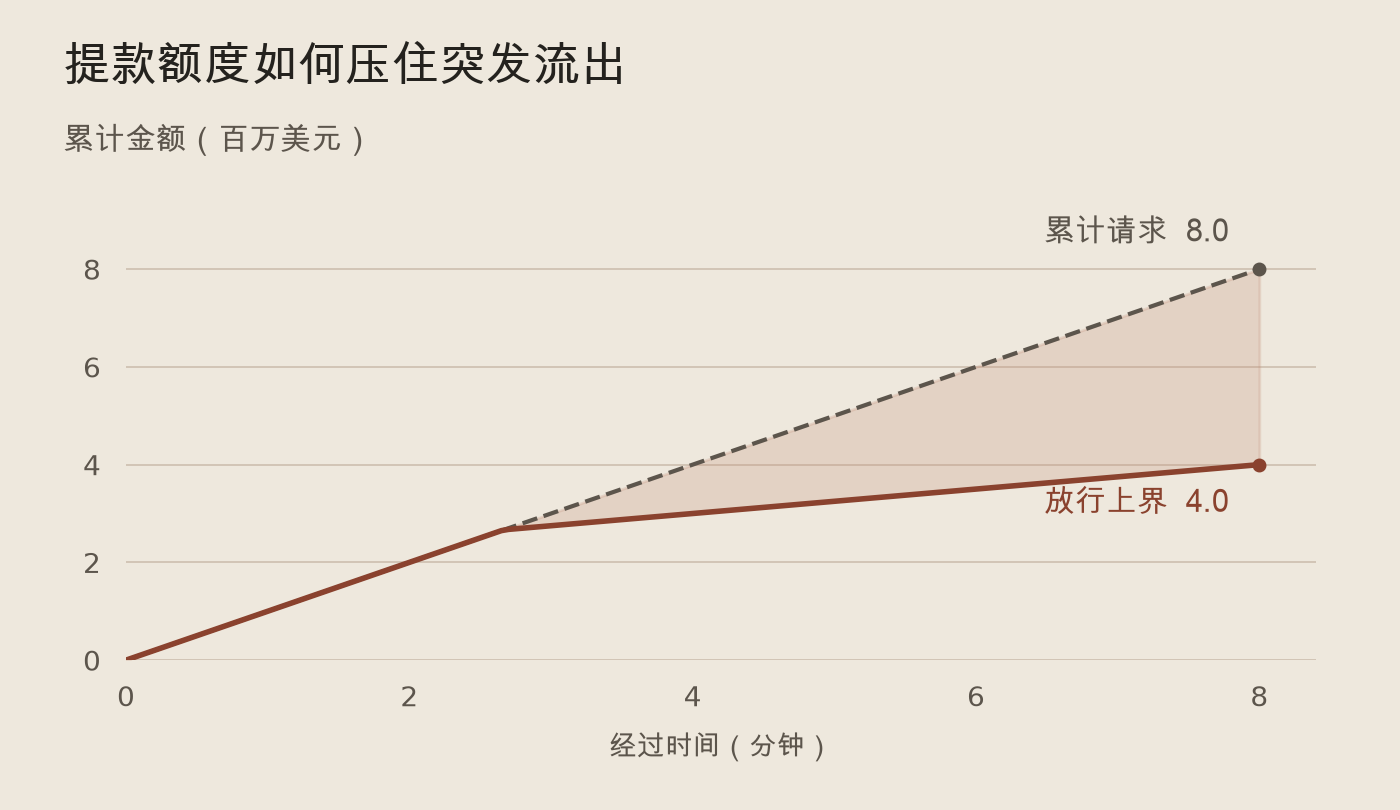 提款额度如何压住突发流出
累计金额（百万美元）
累计请求 8.0
8
6
4
放行上界 4.0
2
0
0 2 4 6 8
经过时间（分钟）